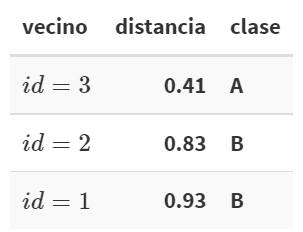 vecino distancia clase
id = 3 0.41 A
id = 2 0.83 B
id = 1 0.93 B